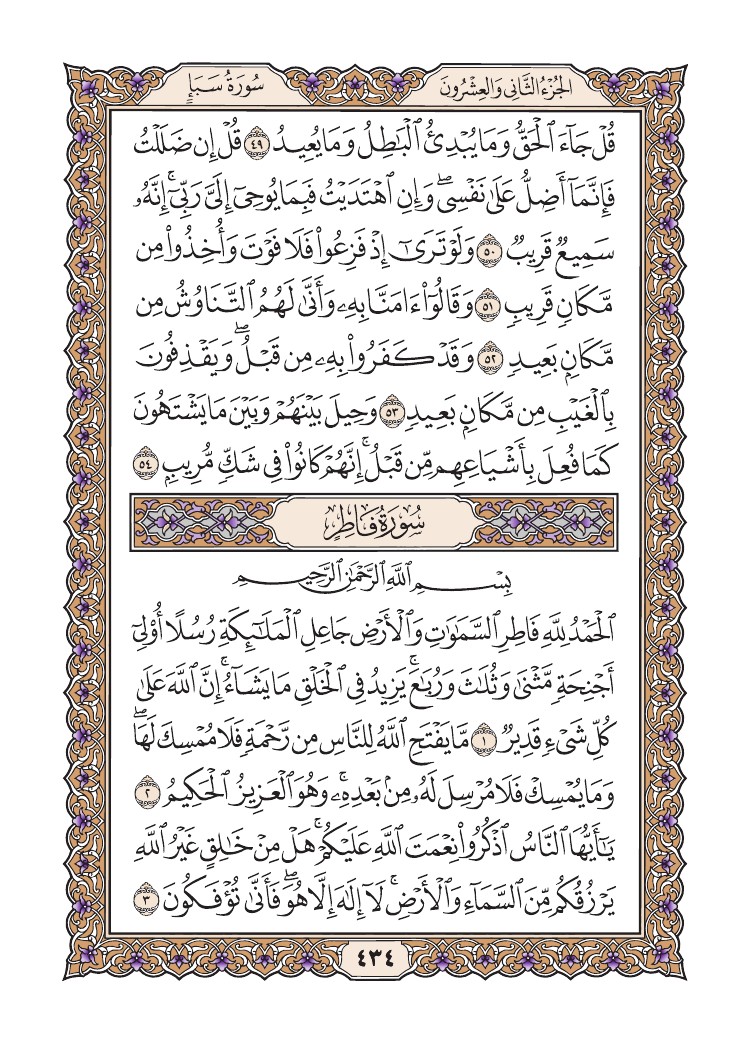 الجُزْءُ الثَّانِي وَالعِشْرُونَ
سُورَةُ سَبَإٍ
قُلْ جَآءَ ٱلْحَقُّ وَمَا يُبْدِئُ ٱلْبَٰطِلُ وَمَا يُعِيدُ ٤٩ قُلْ إِن ضَلَلْتُ
فَإِنَّمَآ أَضِلُّ عَلَىٰ نَفْسِىۖ وَإِنِ ٱهْتَدَيْتُ فَبِمَا يُوحِىٓ إِلَىَّ رَبِّىٓۚ إِنَّهُۥ
سَمِيعٌ قَرِيبٌ ٥٠ وَلَوْ تَرَىٰٓ إِذْ فَزِعُوا۟ فَلَا فَوْتَ وَأُخِذُوا۟ مِن
مَّكَانٍ قَرِيبٍ ٥١ وَقَالُوٓا۟ ءَامَنَّا بِهِۦ وَأَنَّىٰ لَهُمُ ٱلتَّنَاوُشُ مِن
مَّكَانٍۭ بَعِيدٍ ٥٢ وَقَدْ كَفَرُوا۟ بِهِۦ مِن قَبْلُۖ وَيَقْذِفُونَ
بِٱلْغَيْبِ مِن مَّكَانٍۭ بَعِيدٍ ٥٣ وَحِيلَ بَيْنَهُمْ وَبَيْنَ مَا يَشْتَهُونَ
كَمَا فُعِلَ بِأَشْيَاعِهِم مِّن قَبْلُۚ إِنَّهُمْ كَانُوا۟ فِى شَكٍّ مُّرِيبٍۭ ٥٤
سُورَةُ فَاطِرٍ
بِسْمِ ٱللَّهِ ٱلرَّحْمَٰنِ ٱلرَّحِيمِ
ٱلْحَمْدُ لِلَّهِ فَاطِرِ ٱلسَّمَٰوَٰتِ وَٱلْأَرْضِ جَاعِلِ ٱلْمَلَٰٓئِكَةِ رُسُلًا أُو۟لِىٓ
أَجْنِحَةٍ مَّثْنَىٰ وَثُلَٰثَ وَرُبَٰعَۚ يَزِيدُ فِى ٱلْخَلْقِ مَا يَشَآءُۚ إِنَّ ٱللَّهَ عَلَىٰ
كُلِّ شَىْءٍ قَدِيرٌ ١ مَّا يَفْتَحِ ٱللَّهُ لِلنَّاسِ مِن رَّحْمَةٍ فَلَا مُمْسِكَ لَهَاۖ
وَمَا يُمْسِكْ فَلَا مُرْسِلَ لَهُۥ مِنۢ بَعْدِهِۦۚ وَهُوَ ٱلْعَزِيزُ ٱلْحَكِيمُ ٢
يَٰٓأَيُّهَا ٱلنَّاسُ ٱذْكُرُوا۟ نِعْمَتَ ٱللَّهِ عَلَيْكُمْۚ هَلْ مِنْ خَٰلِقٍ غَيْرُ ٱللَّهِ
يَرْزُقُكُم مِّنَ ٱلسَّمَآءِ وَٱلْأَرْضِۚ لَآ إِلَٰهَ إِلَّا هُوَۖ فَأَنَّىٰ تُؤْفَكُونَ ٣
٤٣٤